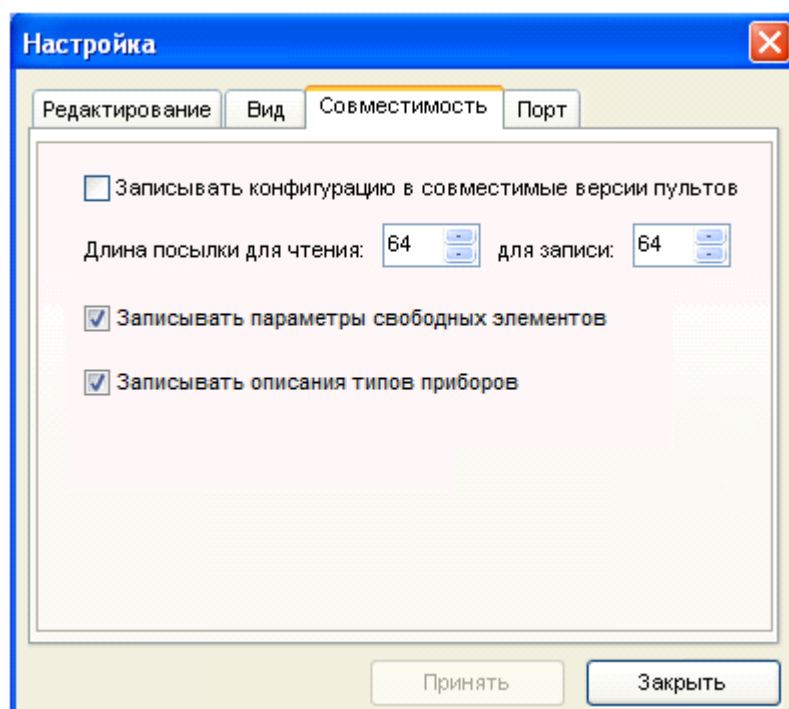 Настройка
Редактирование Вид Совместимость Порт
Записывать конфигурацию в совместимые версии пультов
Длина посылки для чтения: 64 для записи: 64
Записывать параметры свободных элементов
Записывать описания типов приборов
Принять Закрыть